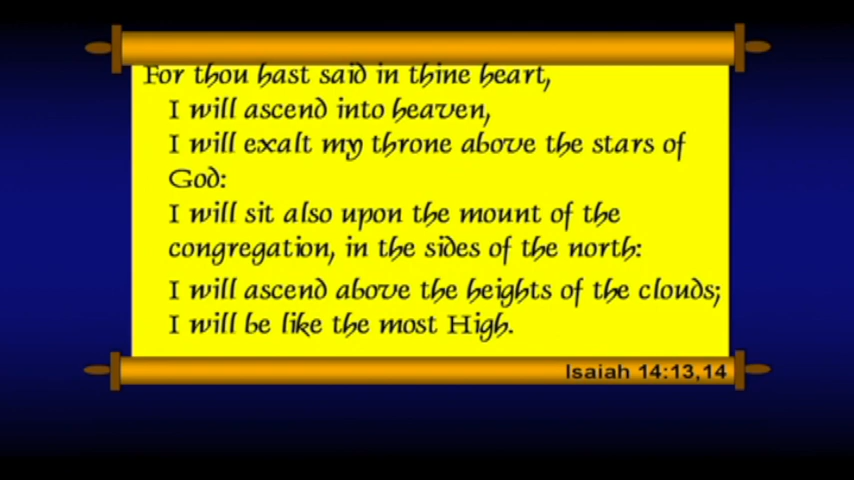 For thou hast said in thine heart,
I will ascend into heaven,
I will exalt my throne above the stars of
God:
I will sit also upon the mount of the
congregation, in the sides of the north:
I will ascend above the heights of the clouds;
I will be like the most High.
Isaiah 14:13,14